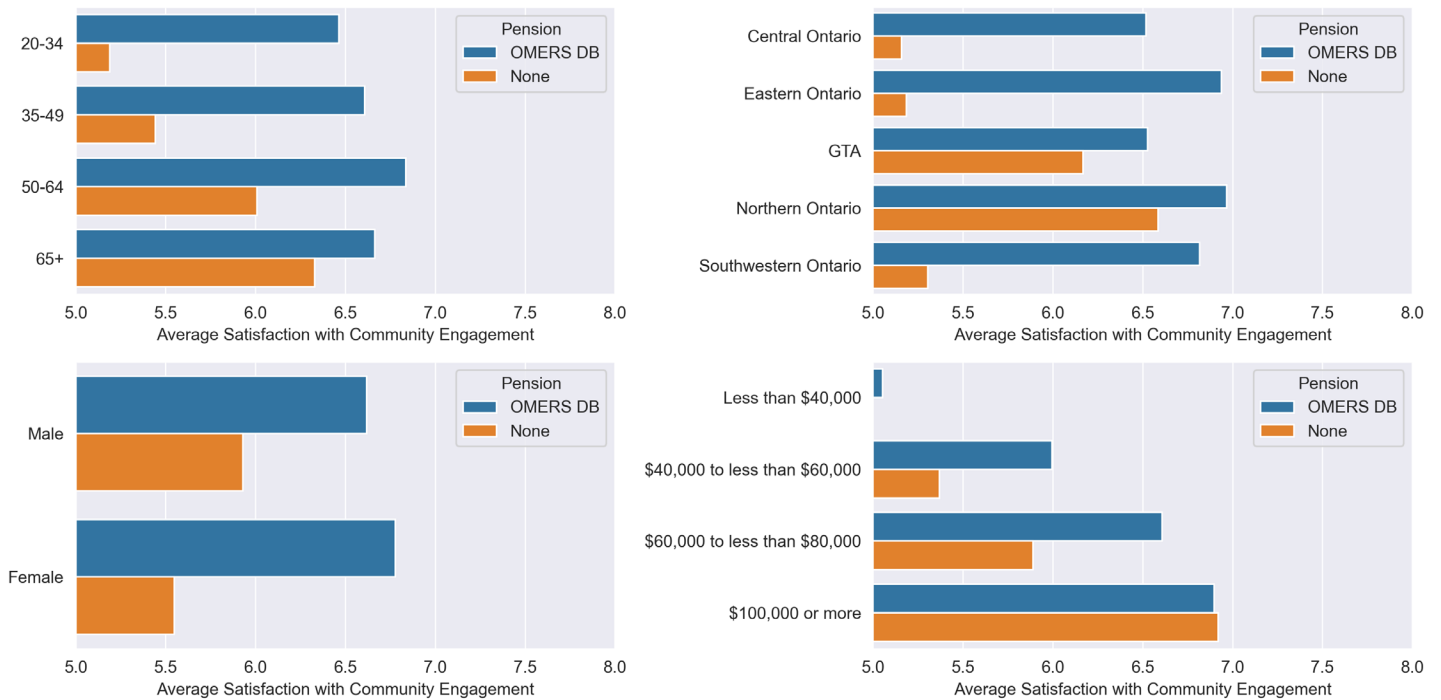 20-34
35-49
50-64
65+
5.0 5.5 6.0 6.5 7.0 7.5 8.0
Average Satisfaction with Community Engagement
Pension
OMERS DB
None
Central Ontario
Eastern Ontario
GTA
Northern Ontario
Southwestern Ontario
5.0 5.5 6.0 6.5 7.0 7.5 8.0
Average Satisfaction with Community Engagement
Pension
OMERS DB
None
Male
Female
5.0 5.5 6.0 6.5 7.0 7.5 8.0
Average Satisfaction with Community Engagement
Pension
OMERS DB
None
Less than $40,000
$40,000 to less than $60,000
$60,000 to less than $80,000
$100,000 or more
5.0 5.5 6.0 6.5 7.0 7.5 8.0
Average Satisfaction with Community Engagement
Pension
OMERS DB
None